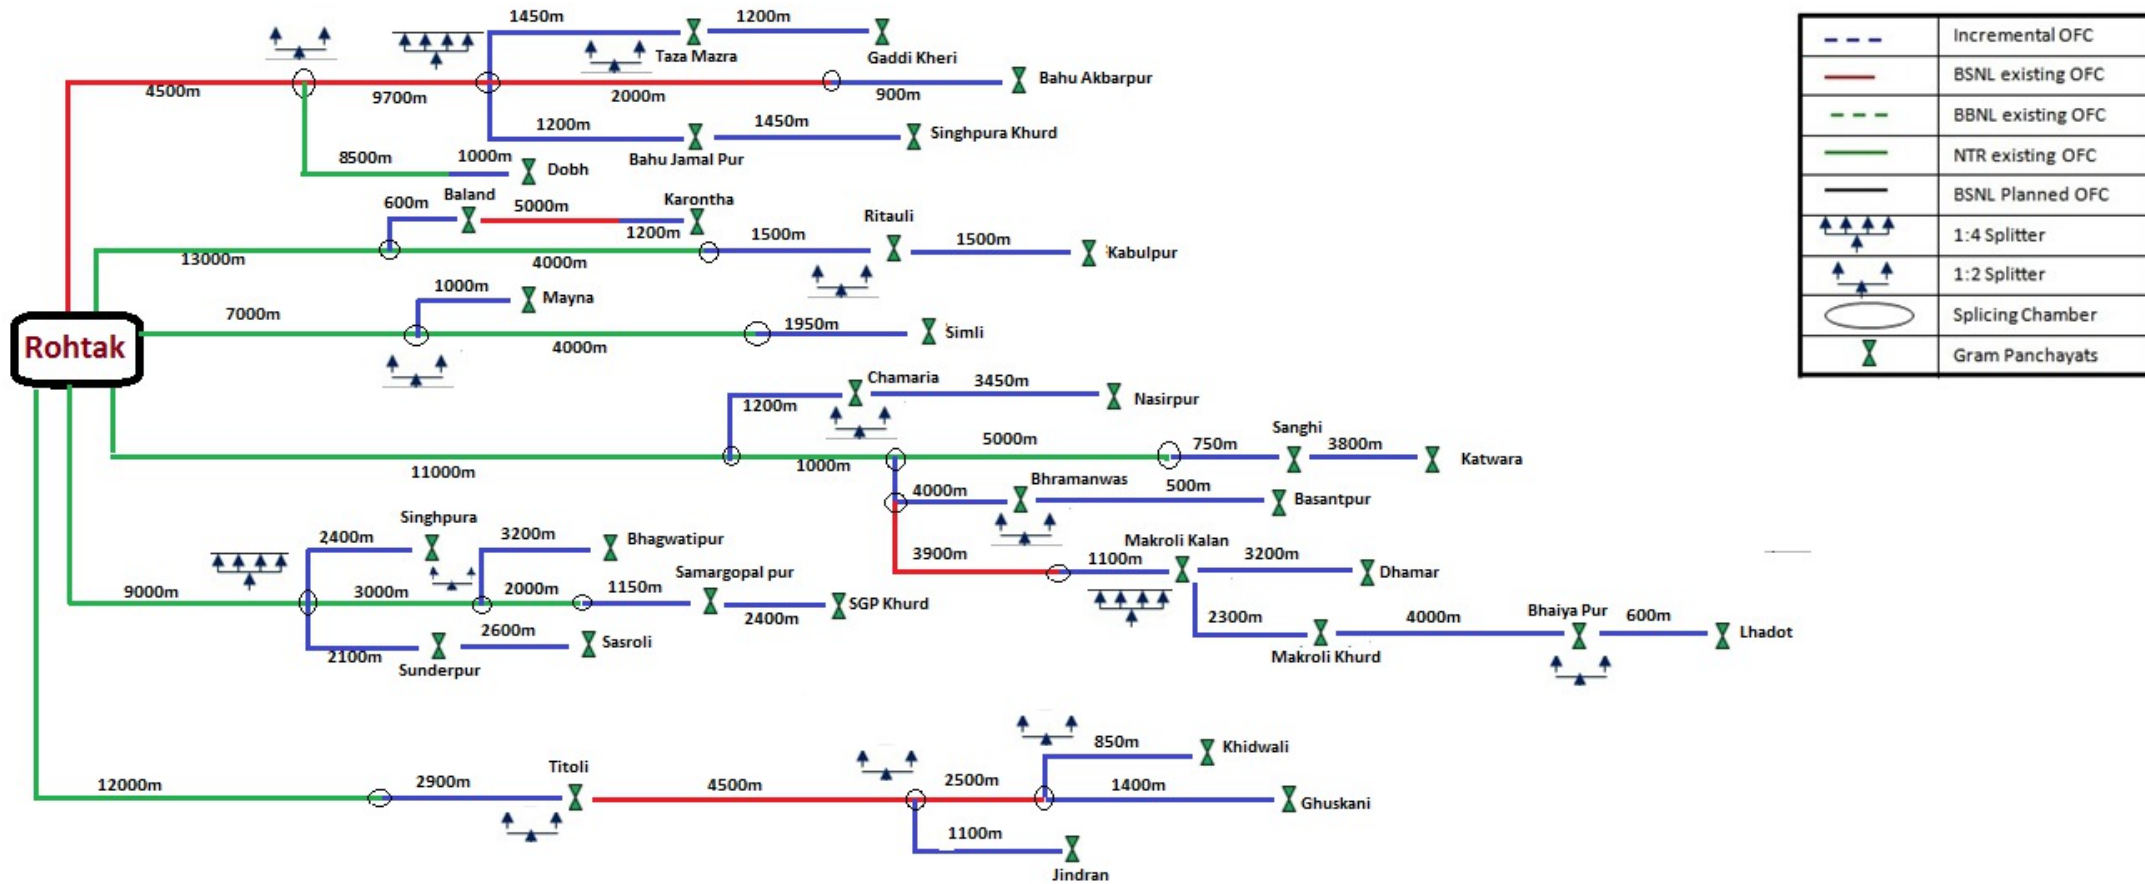 1450m
1200m
Taza Mazra
Gaddi Kheri
Bahu Akbarpur
4500m
9700m
2000m
900m
1200m
1450m
Singhpura Khurd
Bahu Jamal Pur
8500m
1000m
Dobh
Baland
600m
5000m
Karontha
Ritauli
1200m
1500m
1500m
Kabulpur
13000m
4000m
1000m
Mayna
7000m
1950m
Simli
4000m
Rohtak
Chamaria
3450m
1200m
Nasirpur
5000m
Sanghi
750m
3800m
Katwara
11000m
1000m
Bhramanwas
4000m
500m
Basantpur
Singhpura
2400m
3200m
Bhagwatipur
Makroli Kalan
3900m
1100m
3200m
Dhamar
Samargopal pur
9000m
3000m
2000m
1150m
SGP Khurd
2400m
2300m
4000m
Bhaiya Pur
600m
Lhadot
2600m
Sasroli
2100m
Sunderpur
Makroli Khurd
850m
Khidwali
Titoli
12000m
2900m
4500m
2500m
1400m
Ghuskani
1100m
Jindran
Incremental OFC
BSNL existing OFC
BBNL existing OFC
NTR existing OFC
BSNL Planned OFC
1:4 Splitter
1:2 Splitter
Splicing Chamber
Gram Panchayats